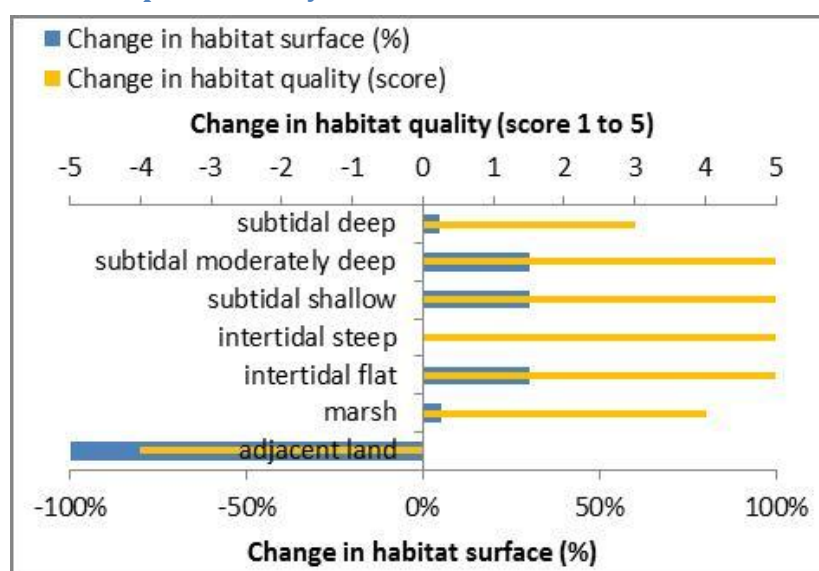 Change in habitat surface (%)
Change in habitat quality (score)
Change in habitat quality (score 1 to 5)
-5 -4 -3 -2 -1 0 1 2 3 4 5
subtidal deep
subtidal moderately deep
subtidal shallow
intertidal steep
intertidal flat
marsh
adjacent land
-100% -50% 0% 50% 100%
Change in habitat surface (%)